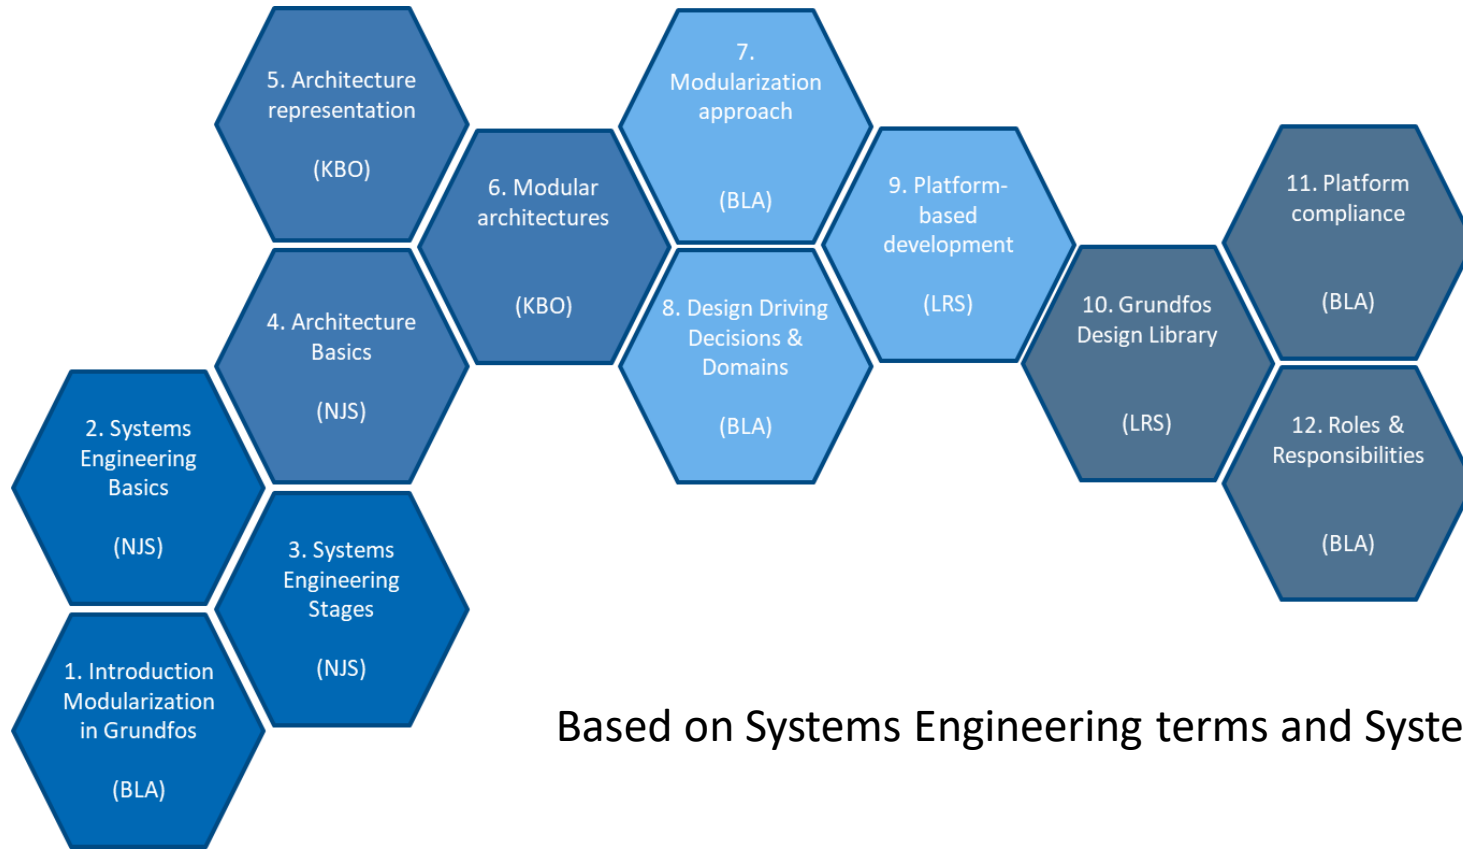 1. Introduction
Modularization
in Grundfos
(BLA)
2. Systems
Engineering
Basics
(NJS)
3. Systems
Engineering
Stages
(NJS)
4. Architecture
Basics
(NJS)
5. Architecture
representation
(KBO)
6. Modular
architectures
(KBO)
7.
Modularization
approach
(BLA)
8. Design Driving
Decisions &
Domains
(BLA)
9. Platform-
based
development
(LRS)
10. Grundfos
Design Library
(LRS)
11. Platform
compliance
(BLA)
12. Roles &
Responsibilities
(BLA)
Based on Systems Engineering terms and Syste